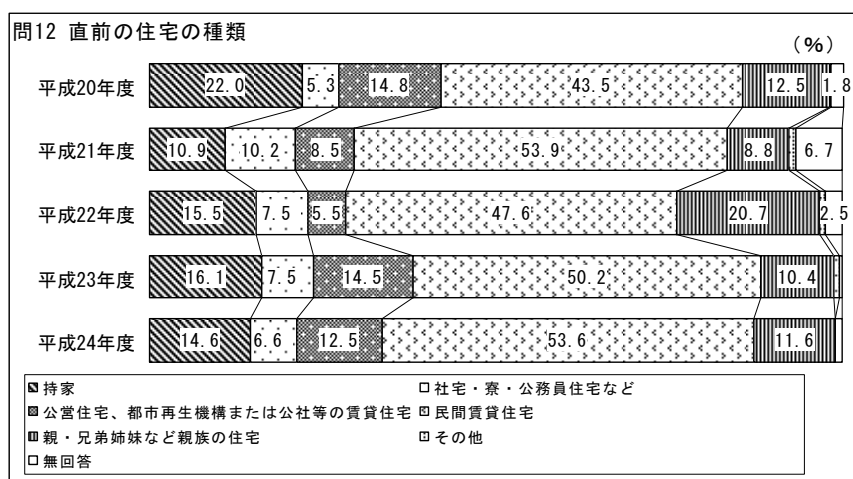 問12 直前の住宅の種類
（%）
平成20年度 22.0 5.3 14.8 43.5 12.5 1.8
平成21年度 10.9 10.2 8.5 53.9 8.8 6.7
平成22年度 15.5 7.5 5.5 47.6 20.7 2.5
平成23年度 16.1 7.5 14.5 50.2 10.4
平成24年度 14.6 6.6 12.5 53.6 11.6
持家 社宅・寮・公務員住宅など
公営住宅、都市再生機構または公社等の賃貸住宅 民間賃貸住宅
親・兄弟姉妹など親族の住宅 その他
無回答